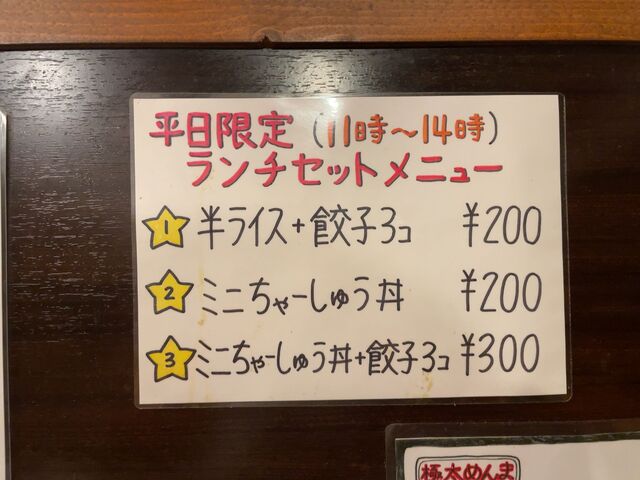 平日限定(11時～14時)
ランチセットメニュー
1 半ライス+餃子3コ ¥200
2 ミニちゃーしゅう丼 ¥200
3 ミニちゃーしゅう丼+餃子3コ ¥300
極太めんま